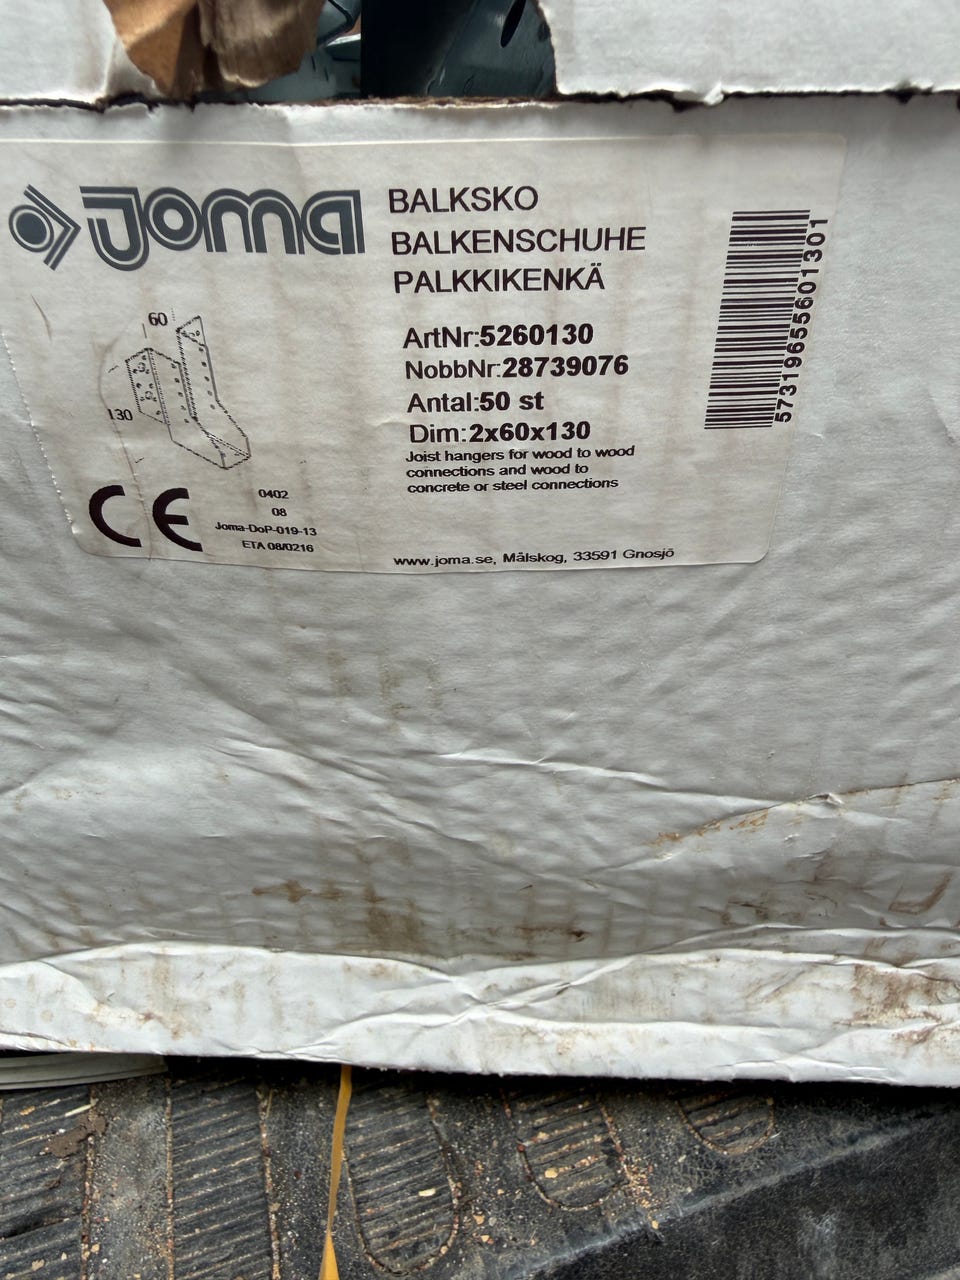 Joma
BALKSKO
BALKENSCHUHE
PALKKIKENKÄ
ArtNr:5260130
NobbNr:28739076
Antal:50 st
Dim:2x60x130
Joist hangers for wood to wood
connections and wood to
concrete or steel connections
60
130
CE
0402
08
Joma-DoP-019-13
ETA 08/0216
www.joma.se, Målskog, 33591 Gnosjö
57319655601301